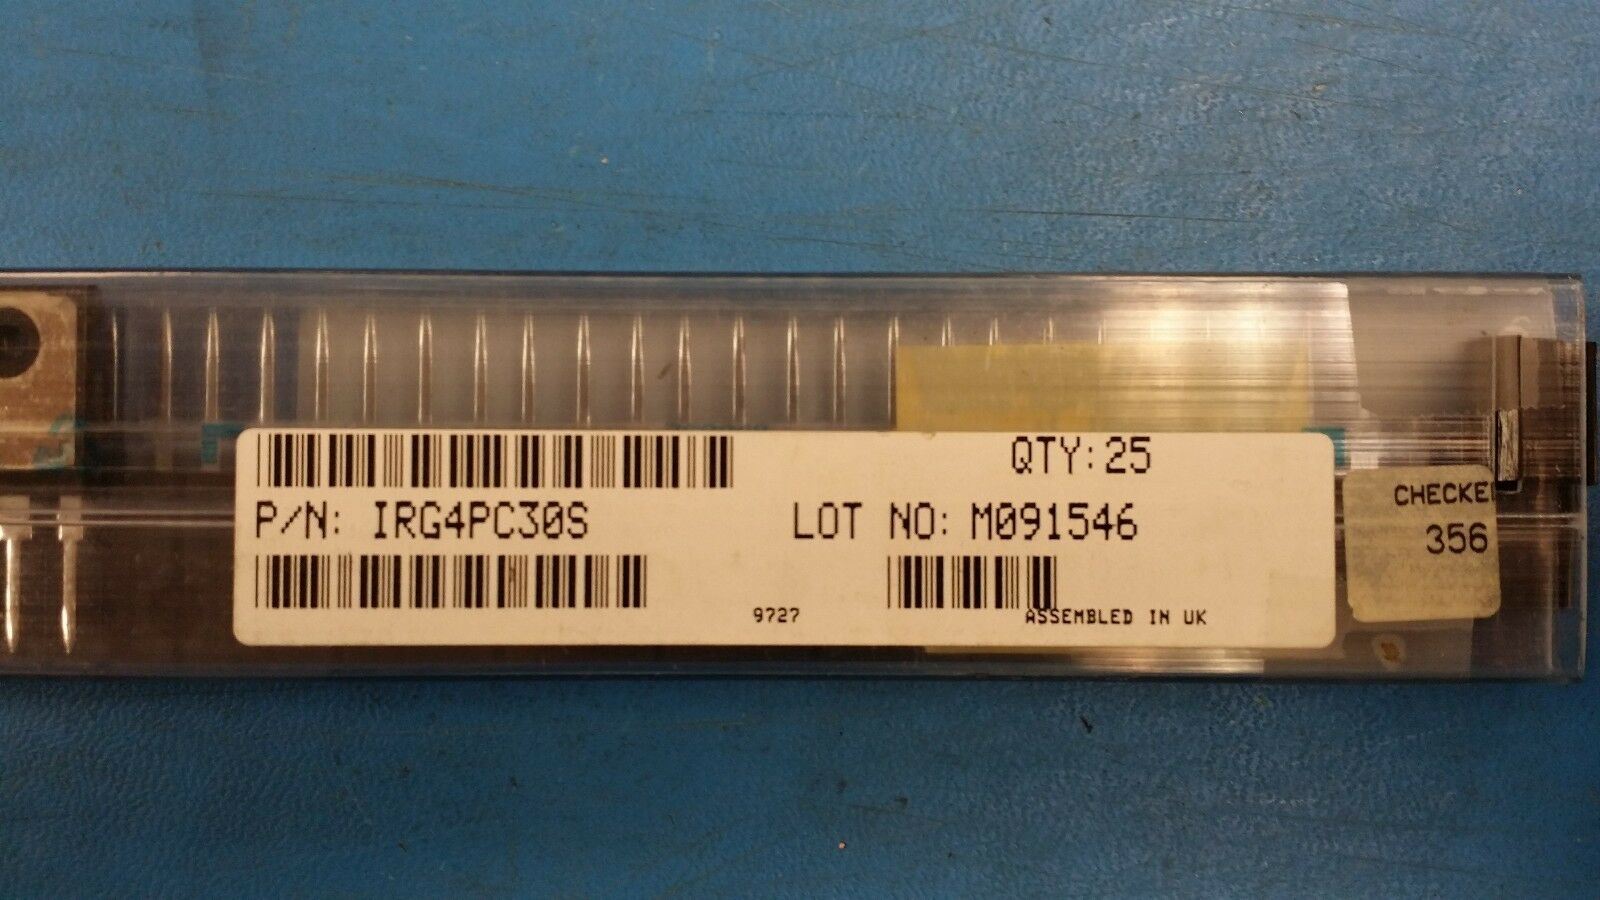 QTY: 25
P/N: IRG4PC30S
LOT NO: M091546
9727
ASSEMBLED IN UK
CHECKE
356